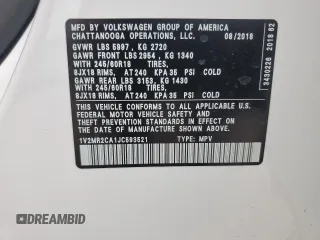 MFD. BY VOLKSWAGEN GROUP OF AMERICA
CHATTANOOGA OPERATIONS, LLC. 08/2018
GVWR LBS 5997, KG 2720
GAWR FRONT LBS 2954, KG 1340
WITH 245/60R18 TIRES,
8JX18 RIMS, AT 240 KPA 35 PSI COLD
GAWR REAR LBS 3153, KG 1430
WITH 245/60R18 TIRES,
8JX18 RIMS, AT 240 KPA 35 PSI COLD
THIS VEHICLE CONFORMS TO ALL APPLICABLE U.S.
FEDERAL MOTOR VEHICLE SAFETY AND THEFT
PREVENTION STANDARDS IN EFFECT ON THE DATE OF
MANUFACTURE SHOWN ABOVE.
1V2MR2CA1JC593521 TYPE: MPV
3430226 2018 62
DREAMBID